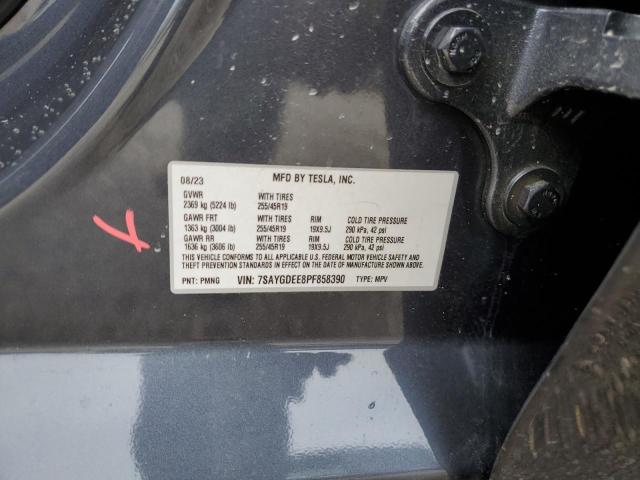 08/23 MFD BY TESLA, INC.
GVWR WITH TIRES
2369 kg (5224 lb) 255/45R19
GAWR FRT WITH TIRES RIM COLD TIRE PRESSURE
1363 kg (3004 lb) 255/45R19 19X9.5J 290 kPa, 42 psi
GAWR RR WITH TIRES RIM COLD TIRE PRESSURE
1636 kg (3606 lb) 255/45R19 19X9.5J 290 kPa, 42 psi
THIS VEHICLE CONFORMS TO ALL APPLICABLE U.S. FEDERAL MOTOR VEHICLE SAFETY AND
THEFT PREVENTION STANDARDS IN EFFECT ON THE DATE OF MANUFACTURE SHOWN ABOVE.
PNT: PMNG VIN: 7SAYGDEE8PF858390 TYPE: MPV